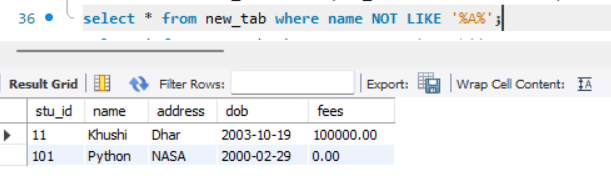 36 select * from new_tab where name NOT LIKE '%A%';
Result Grid Filter Rows: Export: Wrap Cell Content: IA
stu_id name address dob fees
11 Khushi Dhar 2003-10-19 100000.00
101 Python NASA 2000-02-29 0.00